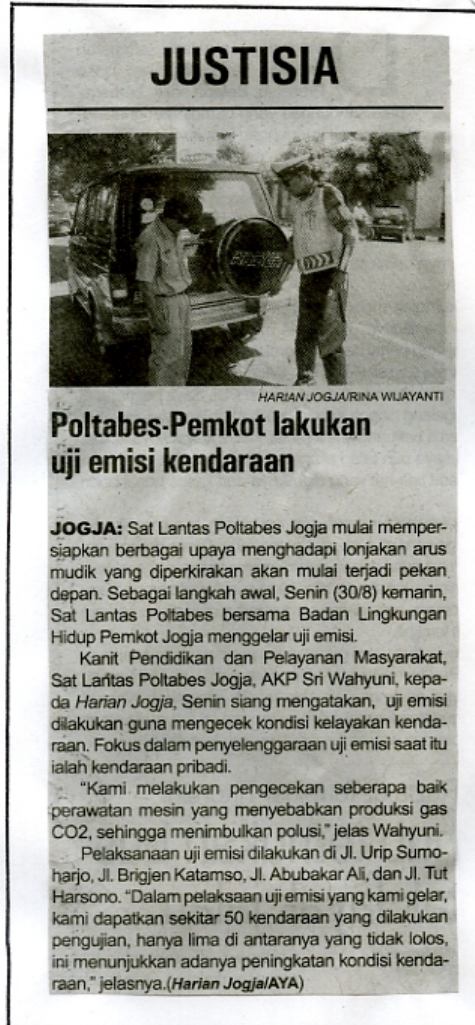 JUSTISIA
HARIAN JOGJA/RINA WIJAYANTI
Poltabes-Pemkot lakukan
uji emisi kendaraan
JOGJA: Sat Lantas Poltabes Jogja mulai memper-
siapkan berbagai upaya menghadapi lonjakan arus
mudik yang diperkirakan akan mulai terjadi pekan
depan. Sebagai langkah awal, Senin (30/8) kemarin,
Sat Lantas Poltabes bersama Badan Lingkungan
Hidup Pemkot Jogja menggelar uji emisi.
Kanit Pendidikan dan Pelayanan Masyarakat,
Sat Lantas Poltabes Jogja, AKP Sri Wahyuni, kepa-
da Harian Jogja, Senin siang mengatakan, uji emisi
dilakukan guna mengecek kondisi kelayakan kenda-
raan. Fokus dalam penyelenggaraan uji emisi saat itu
ialah kendaraan pribadi.
“Kami melakukan pengecekan seberapa baik
perawatan mesin yang menyebabkan produksi gas
CO2, sehingga menimbulkan polusi,” jelas Wahyuni.
Pelaksanaan uji emisi dilakukan di Jl. Urip Sumo-
harjo, Jl. Brigjen Katamso, Jl. Abubakar Ali, dan Jl. Tut
Harsono. “Dalam pelaksaan uji emisi yang kami gelar,
kami dapatkan sekitar 50 kendaraan yang dilakukan
pengujian, hanya lima di antaranya yang tidak lolos,
ini menunjukkan adanya peningkatan kondisi kenda-
raan,” jelasnya.(Harian Jogja/AYA)